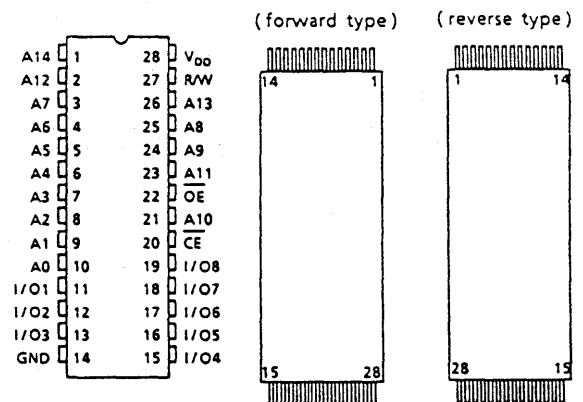 (forward type) (reverse type)
A14 1 28 VDD
A12 2 27 R/W
A7 3 26 A13
A6 4 25 A8
A5 5 24 A9
A4 6 23 A11
A3 7 22 O̅E̅
A2 8 21 A10
A1 9 20 C̅E̅
A0 10 19 I/O8
I/O1 11 18 I/O7
I/O2 12 17 I/O6
I/O3 13 16 I/O5
GND 14 15 I/O4
14 1
15 28
1 14
28 15